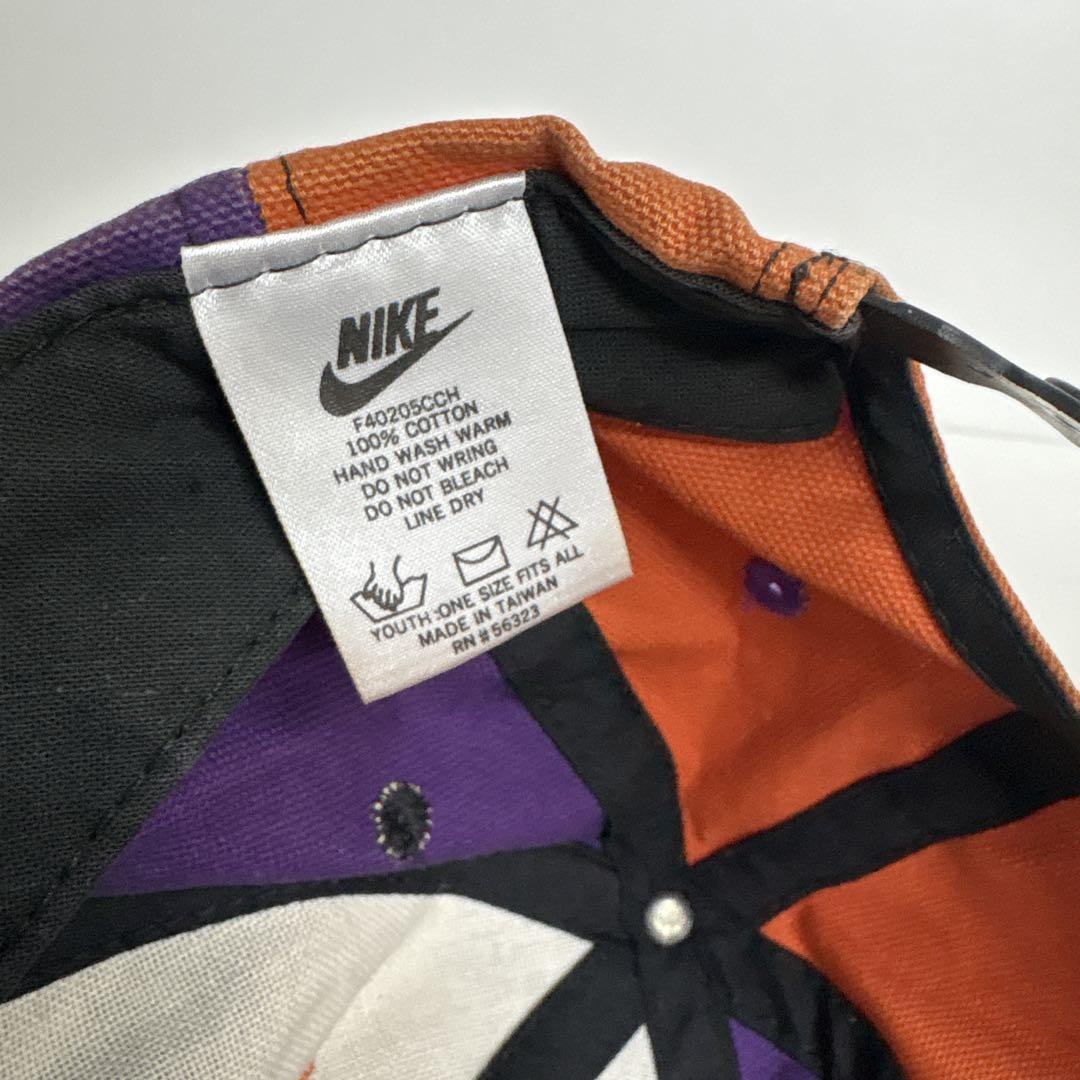 NIKE
F40205CCH
100% COTTON
HAND WASH WARM
DO NOT WRING
DO NOT BLEACH
LINE DRY
YOUTH :ONE SIZE FITS ALL
MADE IN TAIWAN
RN # 56323